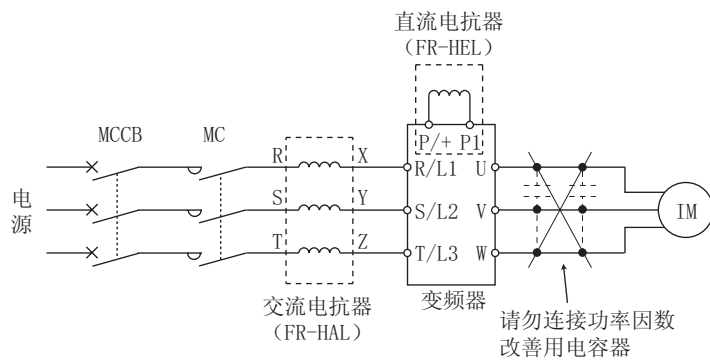 直流电抗器
（FR-HEL）
MCCB
MC
P/+ P1
R
X
R/L1
U
电源
S
Y
S/L2
V
IM
T
Z
T/L3
W
交流电抗器
（FR-HAL）
变频器
请勿连接功率因数
改善用电容器